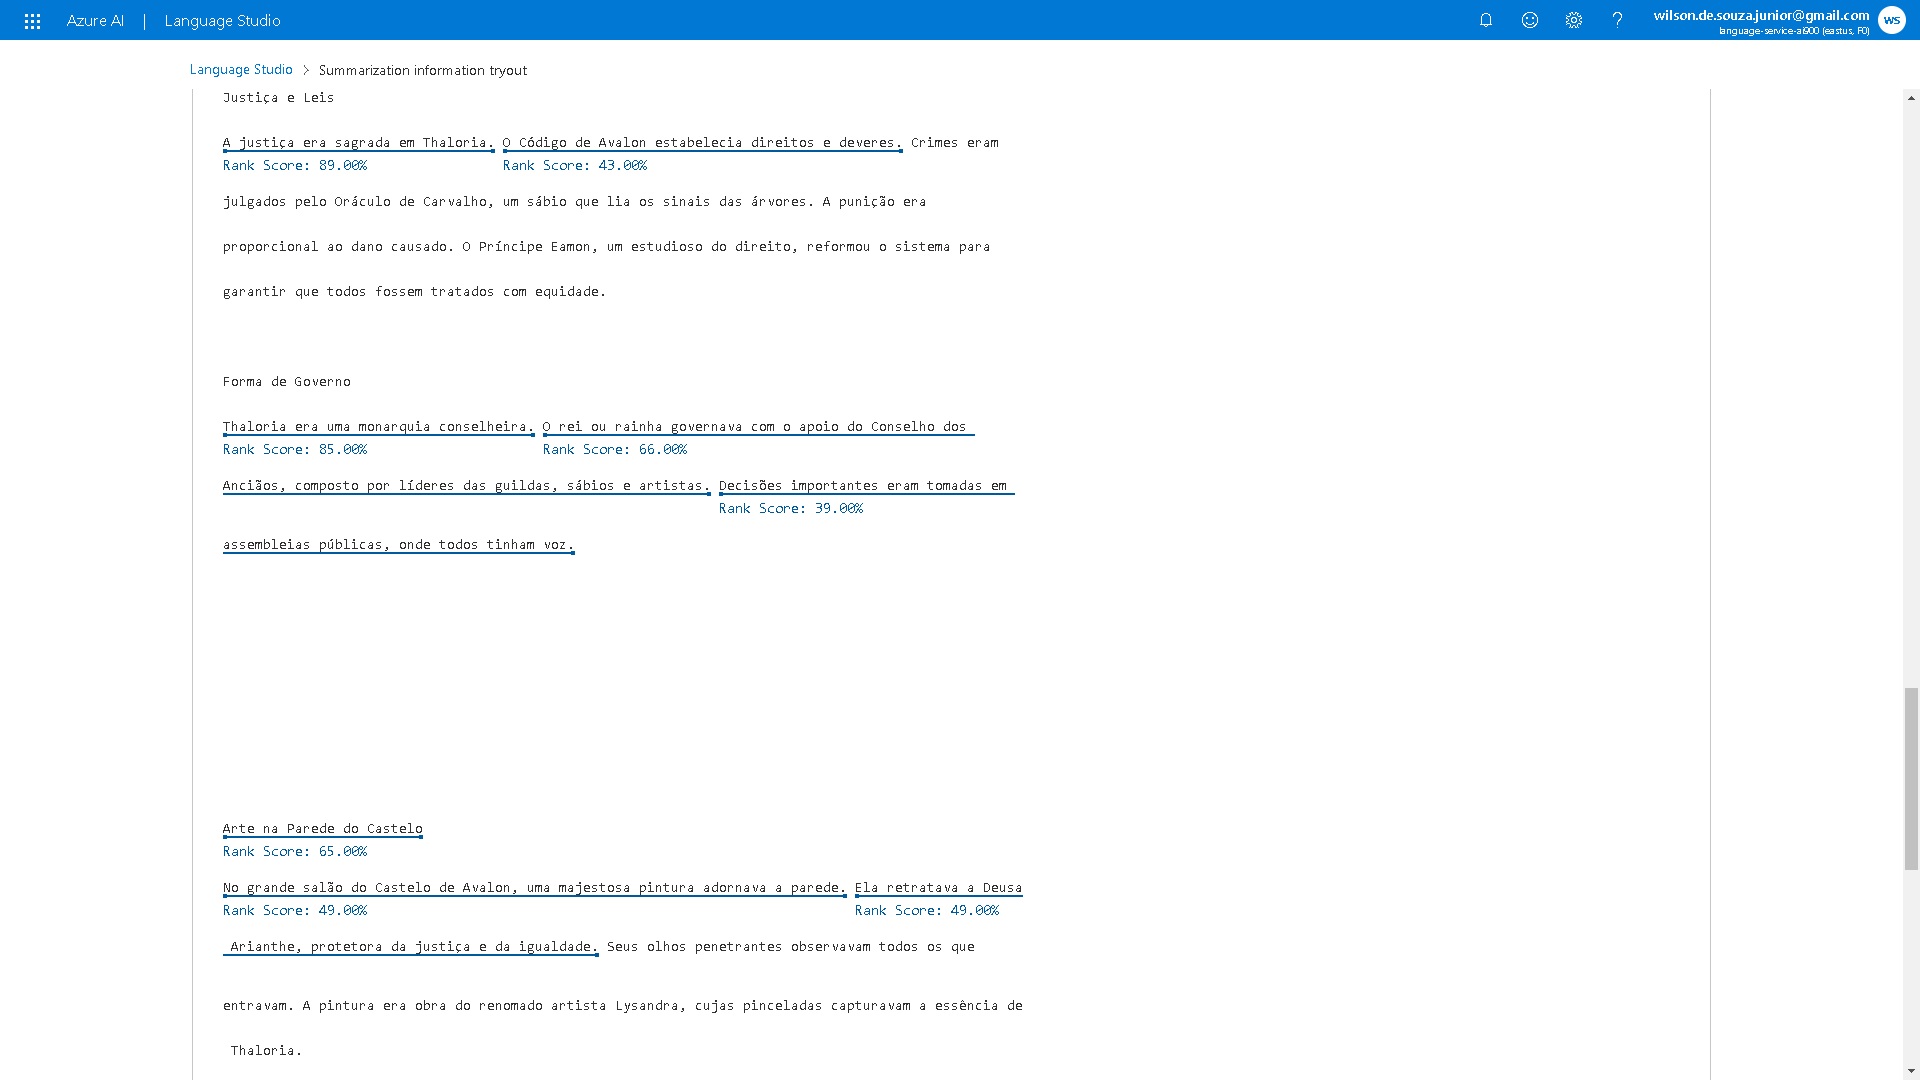 Azure AI | Language Studio
wilson.de.souza.junior@gmail.com
language-service-ai900 (eastus, F0)
WS
Language Studio > Summarization information tryout
Justiça e Leis
A justiça era sagrada em Thaloria. O Código de Avalon estabelecia direitos e deveres. Crimes eram
Rank Score: 89.00% Rank Score: 43.00%
julgados pelo Oráculo de Carvalho, um sábio que lia os sinais das árvores. A punição era
proporcional ao dano causado. O Príncipe Eamon, um estudioso do direito, reformou o sistema para
garantir que todos fossem tratados com equidade.
Forma de Governo
Thaloria era uma monarquia conselheira. O rei ou rainha governava com o apoio do Conselho dos
Rank Score: 85.00% Rank Score: 66.00%
Anciãos, composto por líderes das guildas, sábios e artistas. Decisões importantes eram tomadas em
Rank Score: 39.00%
assembleias públicas, onde todos tinham voz.
Arte na Parede do Castelo
Rank Score: 65.00%
No grande salão do Castelo de Avalon, uma majestosa pintura adornava a parede. Ela retratava a Deusa
Rank Score: 49.00% Rank Score: 49.00%
Arianthe, protetora da justiça e da igualdade. Seus olhos penetrantes observavam todos os que
entravam. A pintura era obra do renomado artista Lysandra, cujas pinceladas capturavam a essência de
Thaloria.